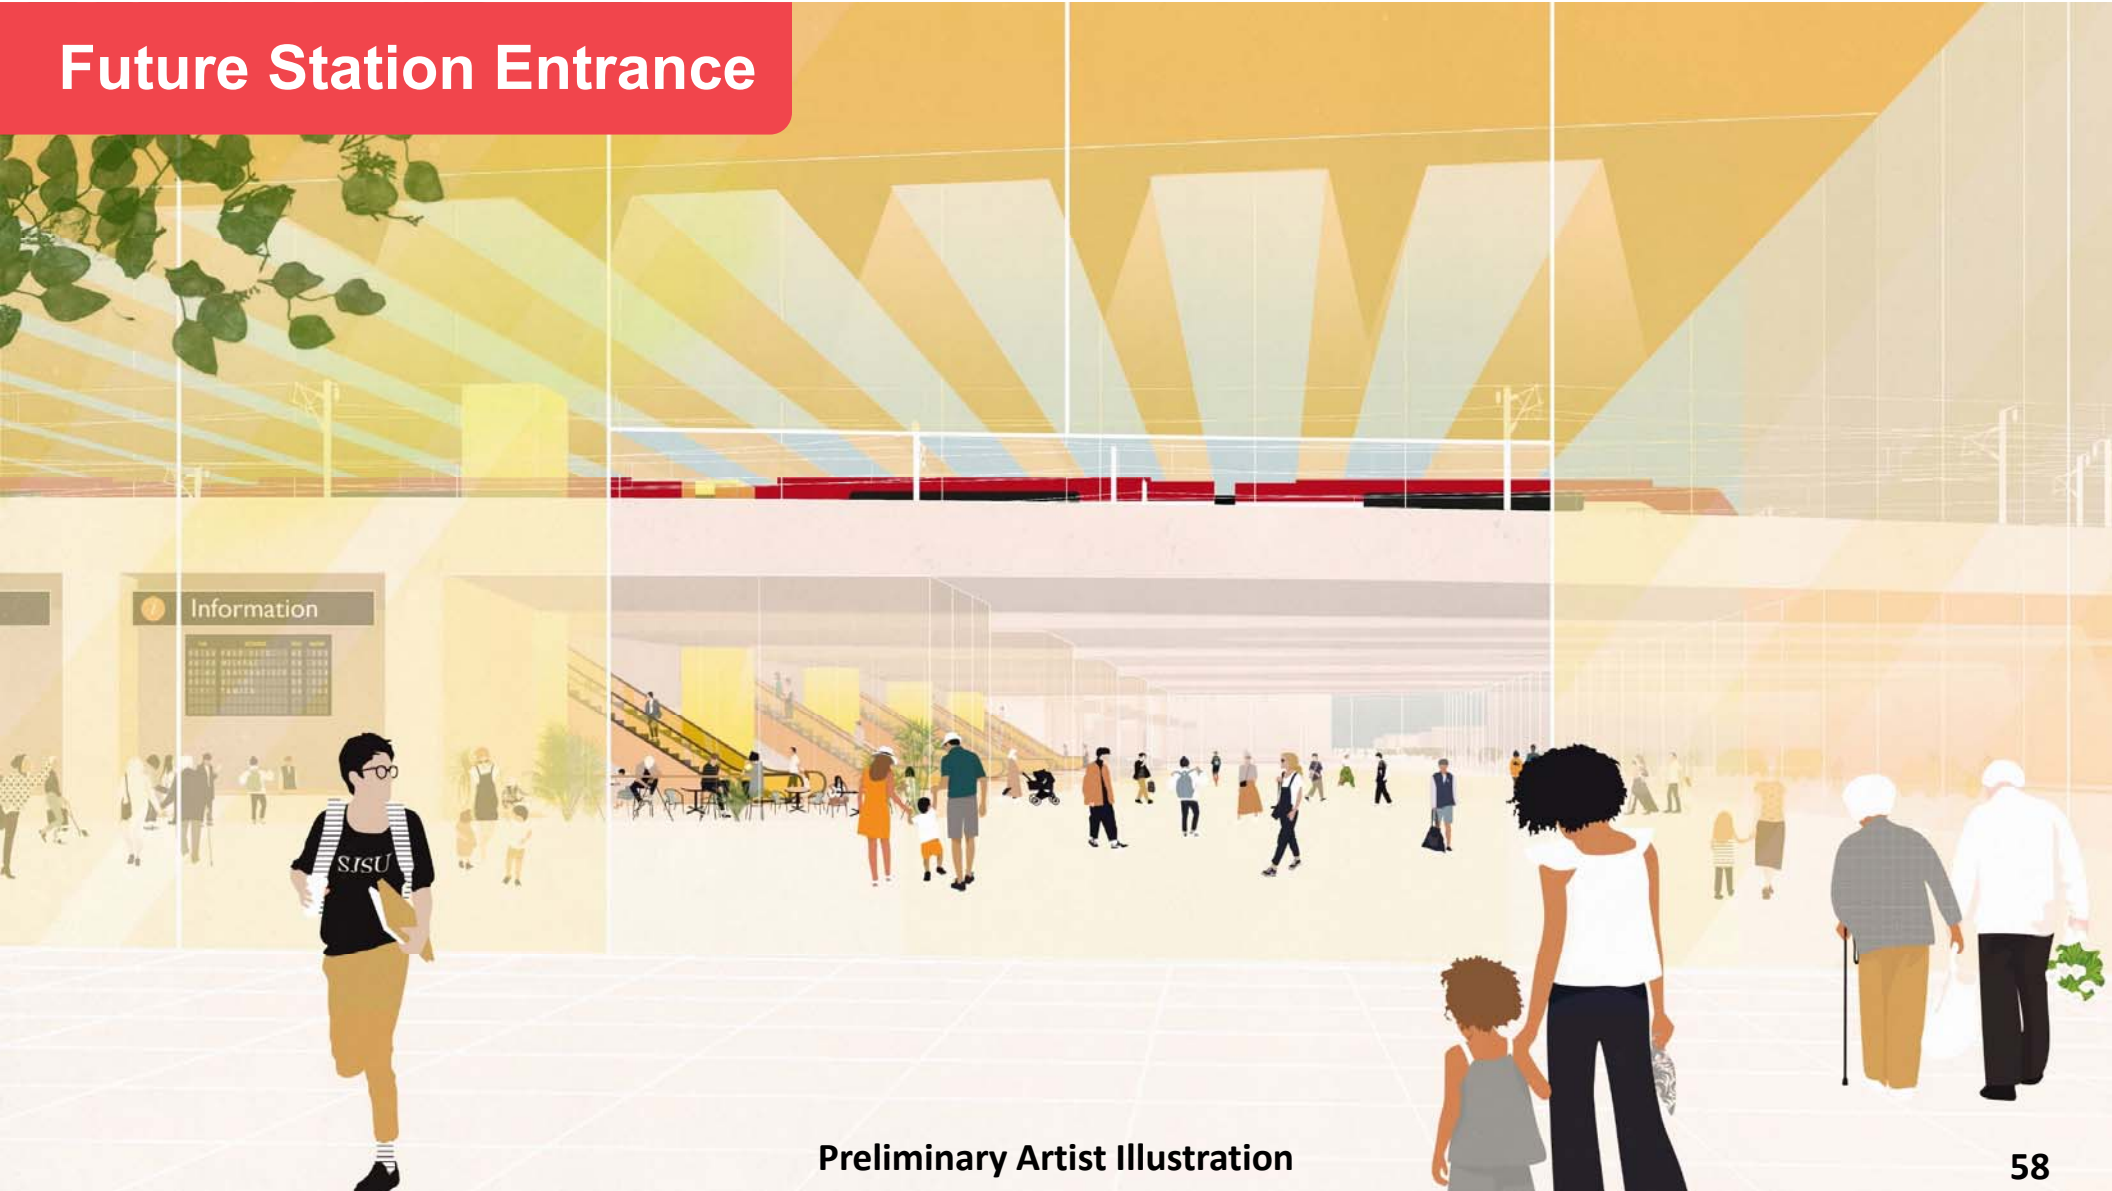 Future Station Entrance
Information
SJSU
Preliminary Artist Illustration
58